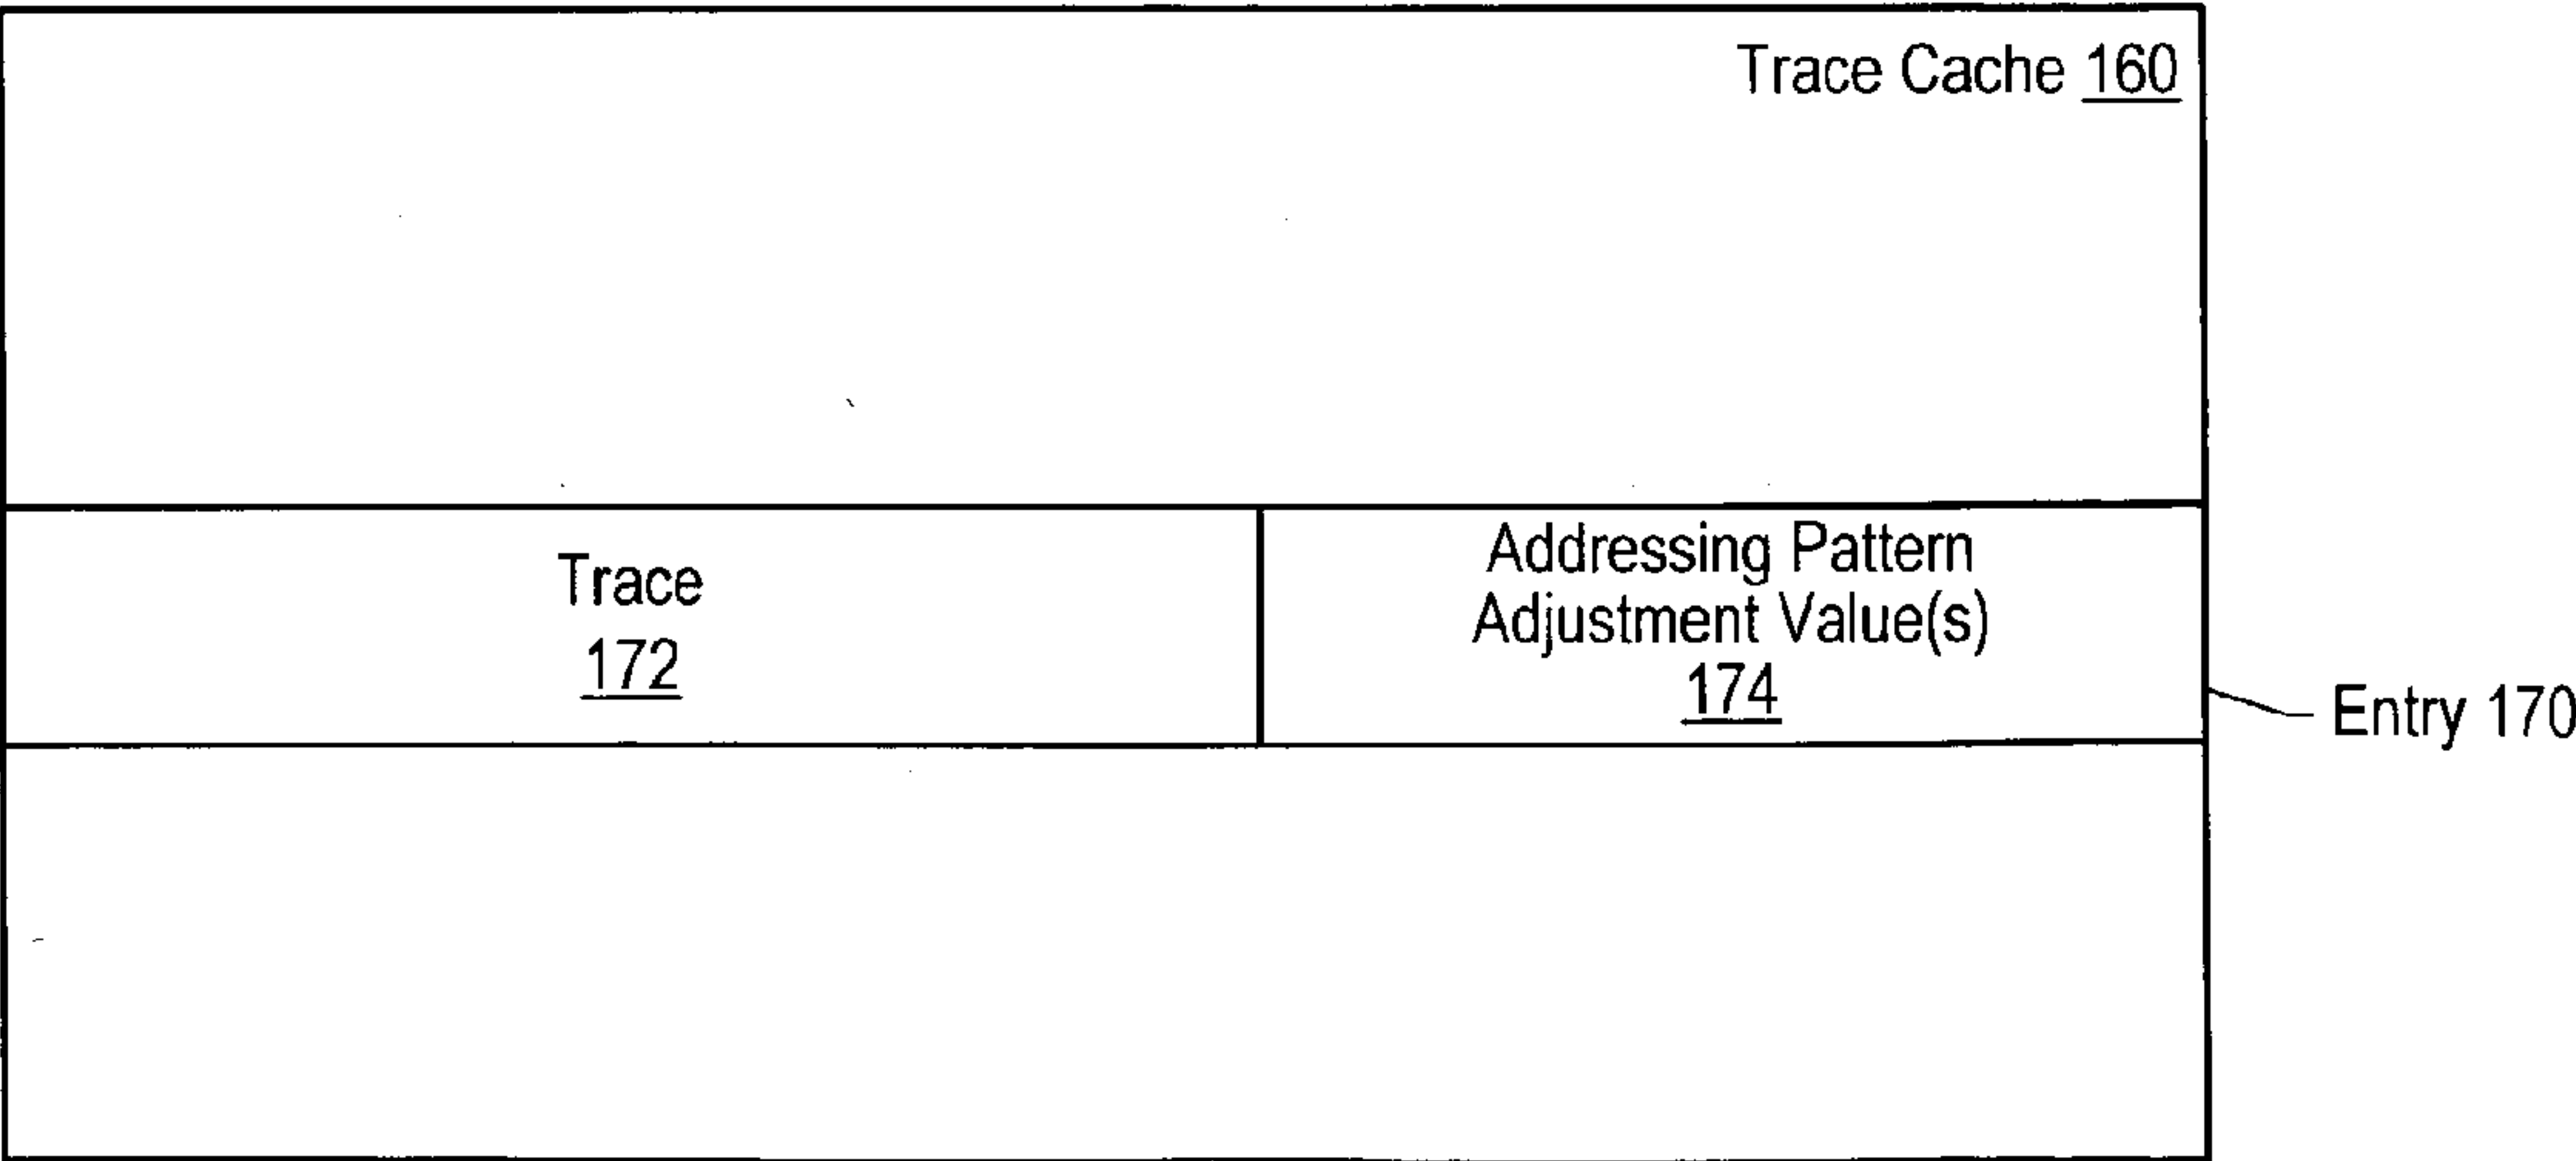 Trace Cache 160
Trace
172
Addressing Pattern
Adjustment Value(s)
174
Entry 170